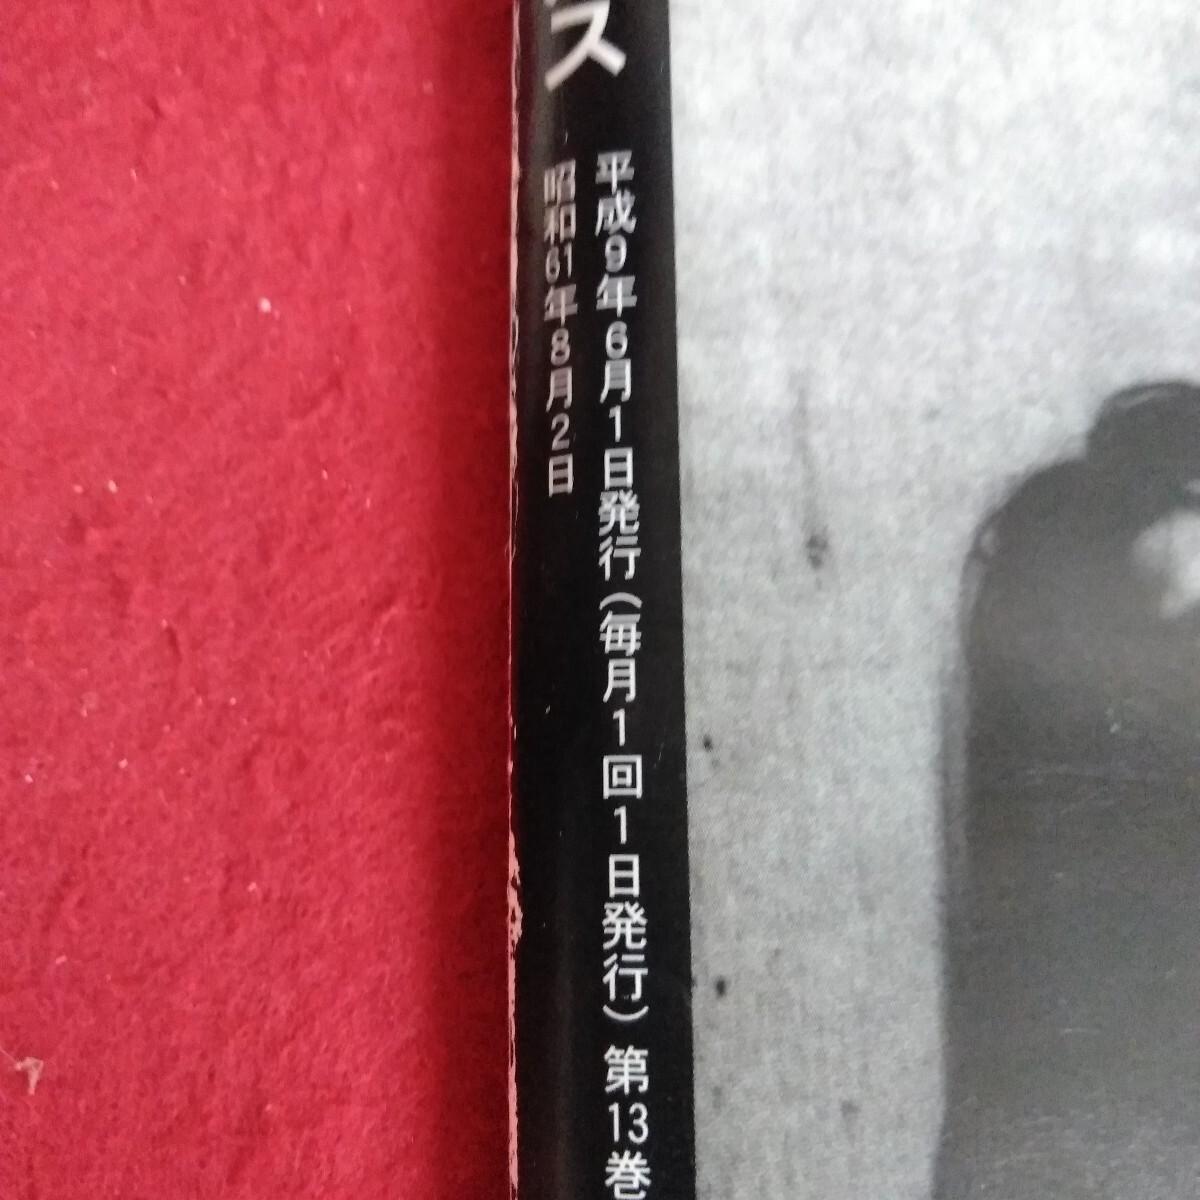 ス
平成9年6月1日発行(毎月1回1日発行) 第13巻
昭和61年8月2日